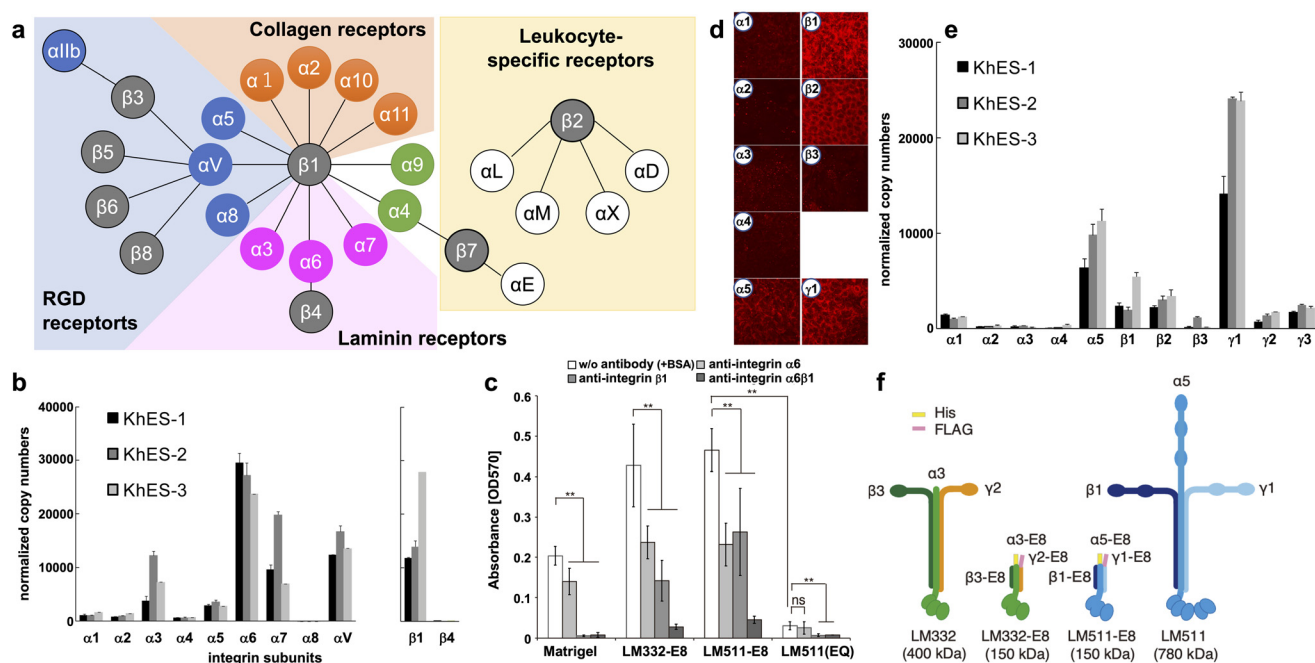 a
Collagen receptors
Leukocyte-
specific receptors
αIIb
β3
α5
α1
α2
α10
α11
β5
αV
β1
α9
β2
αL
αD
β6
α8
α4
αM
αX
β8
α3
α6
α7
β7
αE
β4
RGD
receptorts
Laminin receptors
b
normalized copy numbers
40000
30000
20000
10000
0
KhES-1
KhES-2
KhES-3
α1 α2 α3 α4 α5 α6 α7 α8 αV β1 β4
integrin subunits
c
w/o antibody (+BSA)
anti-integrin α6
anti-integrin β1
anti-integrin α6β1
Absorbance [OD570]
0.6
0.5
0.4
0.3
0.2
0.1
0
**
**
**
**
**
ns
Matrigel LM332-E8 LM511-E8 LM511(EQ)
d
α1
β1
α2
β2
α3
β3
α4
α5
γ1
e
normalized copy numbers
30000
20000
10000
0
KhES-1
KhES-2
KhES-3
α1 α2 α3 α4 α5 β1 β2 β3 γ1 γ2 γ3
f
His
FLAG
α5
β3
α3
γ2
β1
γ1
α3-E8
γ2-E8
β3-E8
α5-E8
γ1-E8
β1-E8
LM332
(400 kDa)
LM332-E8
(150 kDa)
LM511-E8
(150 kDa)
LM511
(780 kDa)